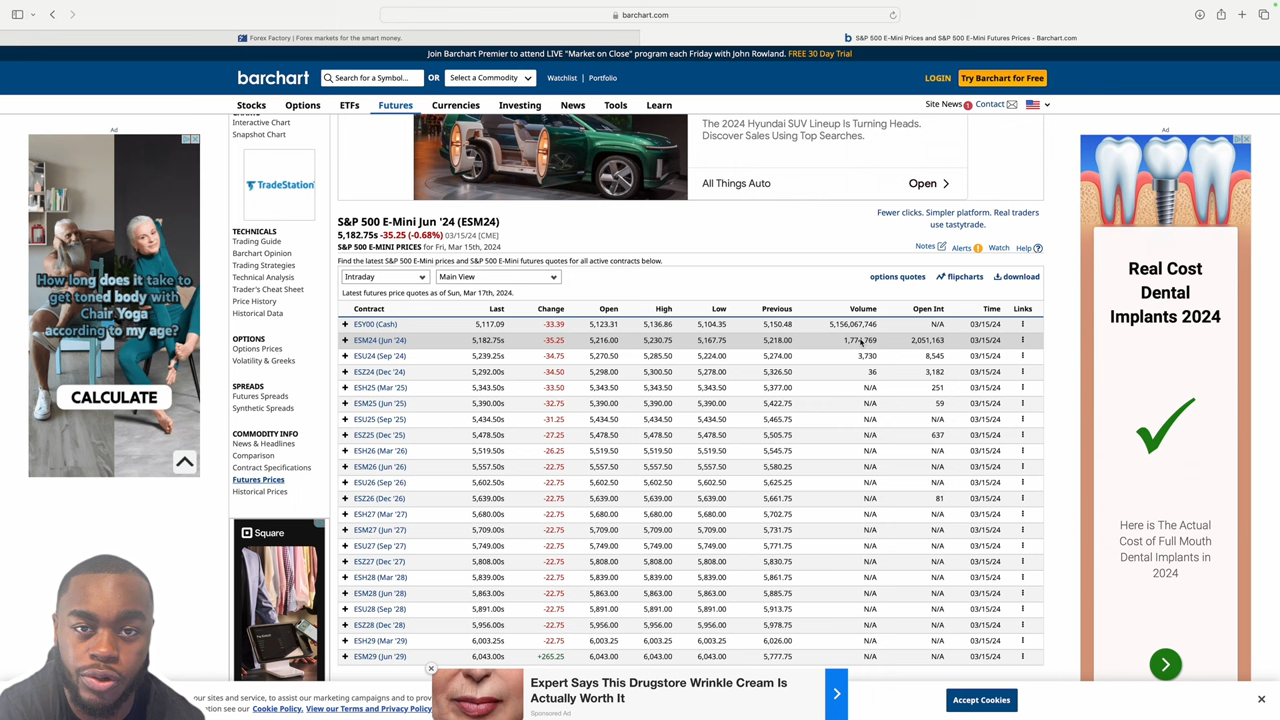 barchart.com
Forex Factory | Forex markets for the smart money.
S&P 500 E-Mini Prices and S&P 500 E-Mini Futures Prices - Barchart.com
Join Barchart Premier to attend LIVE "Market on Close" program each Friday with John Rowland. FREE 30 Day Trial
barchart Search for a Symbol... OR Select a Commodity Watchlist | Portfolio LOGIN Try Barchart for Free
Stocks Options ETFs Futures Currencies Investing News Tools Learn Site News 1 Contact
Ad
How long does it take to get toned body with Chair Yoga according to my age?
CALCULATE
Interactive Chart
Snapshot Chart
TradeStation
TECHNICALS
Trading Guide
Barchart Opinion
Trading Strategies
Technical Analysis
Trader's Cheat Sheet
Price History
Historical Data
OPTIONS
Options Prices
Volatility & Greeks
SPREADS
Futures Spreads
Synthetic Spreads
COMMODITY INFO
News & Headlines
Comparison
Contract Specifications
Futures Prices
Historical Prices
Square
The 2024 Hyundai SUV Lineup Is Turning Heads.
Discover Sales Using Top Searches.
All Things Auto Open
S&P 500 E-Mini Jun '24 (ESM24)
5,182.75s -35.25 (-0.68%) 03/15/24 [CME]
S&P 500 E-MINI PRICES for Fri, Mar 15th, 2024
Fewer clicks. Simpler platform. Real traders
use tastytrade.
Notes Alerts Watch Help
Find the latest S&P 500 E-Mini prices and S&P 500 E-Mini futures quotes for all active contracts below.
Intraday Main View options quotes flipcharts download
Latest futures price quotes as of Sun, Mar 17th, 2024.
Contract Last Change Open High Low Previous Volume Open Int Time Links
ESY00 (Cash) 5,117.09 -33.39 5,123.31 5,136.86 5,104.35 5,150.48 5,156,067,746 N/A 03/15/24
ESM24 (Jun '24) 5,182.75s -35.25 5,216.00 5,230.75 5,167.75 5,218.00 2,051,163 03/15/24
ESU24 (Sep '24) 5,239.25s -34.75 5,270.50 5,285.50 5,224.00 5,274.00 3,730 8,545 03/15/24
ESZ24 (Dec '24) 5,292.00s -34.50 5,298.00 5,300.50 5,278.00 5,326.50 36 3,182 03/15/24
ESH25 (Mar '25) 5,343.50s -33.50 5,343.50 5,343.50 5,343.50 5,377.00 N/A 251 03/15/24
ESM25 (Jun '25) 5,390.00s -32.75 5,390.00 5,390.00 5,390.00 5,422.75 N/A 59 03/15/24
ESU25 (Sep '25) 5,434.50s -31.25 5,434.50 5,434.50 5,434.50 5,465.75 N/A N/A 03/15/24
ESZ25 (Dec '25) 5,478.50s -27.25 5,478.50 5,478.50 5,478.50 5,505.75 N/A 637 03/15/24
ESH26 (Mar '26) 5,519.50s -26.25 5,519.50 5,519.50 5,519.50 5,545.75 N/A N/A 03/15/24
ESM26 (Jun '26) 5,557.50s -22.75 5,557.50 5,557.50 5,557.50 5,580.25 N/A N/A 03/15/24
ESU26 (Sep '26) 5,602.50s -22.75 5,602.50 5,602.50 5,602.50 5,625.25 N/A N/A 03/15/24
ESZ26 (Dec '26) 5,639.00s -22.75 5,639.00 5,639.00 5,639.00 5,661.75 N/A 81 03/15/24
ESH27 (Mar '27) 5,680.00s -22.75 5,680.00 5,680.00 5,680.00 5,702.75 N/A N/A 03/15/24
ESM27 (Jun '27) 5,709.00s -22.75 5,709.00 5,709.00 5,709.00 5,731.75 N/A N/A 03/15/24
ESU27 (Sep '27) 5,749.00s -22.75 5,749.00 5,749.00 5,749.00 5,771.75 N/A N/A 03/15/24
ESZ27 (Dec '27) 5,808.00s -22.75 5,808.00 5,808.00 5,808.00 5,830.75 N/A N/A 03/15/24
ESH28 (Mar '28) 5,839.00s -22.75 5,839.00 5,839.00 5,839.00 5,861.75 N/A N/A 03/15/24
ESM28 (Jun '28) 5,863.00s -22.75 5,863.00 5,863.00 5,863.00 5,885.75 N/A N/A 03/15/24
ESU28 (Sep '28) 5,891.00s -22.75 5,891.00 5,891.00 5,891.00 5,913.75 N/A N/A 03/15/24
ESZ28 (Dec '28) 5,956.00s -22.75 5,956.00 5,956.00 5,956.00 5,978.75 N/A N/A 03/15/24
ESH29 (Mar '29) 6,003.25s -22.75 6,003.25 6,003.25 6,003.25 6,026.00 N/A N/A 03/15/24
ESM29 (Jun '29) 6,043.00s +265.25 6,043.00 6,043.00 6,043.00 5,777.75 N/A N/A 03/15/24
Ad
Real Cost
Dental
Implants 2024
Here is The Actual
Cost of Full Mouth
Dental Implants in
2024
our sites and service, to assist our marketing campaigns and to prov
see our Cookie Policy, View our Terms and Privacy Policy
Expert Says This Drugstore Wrinkle Cream Is
Actually Worth It
Sponsored Ad
Accept Cookies